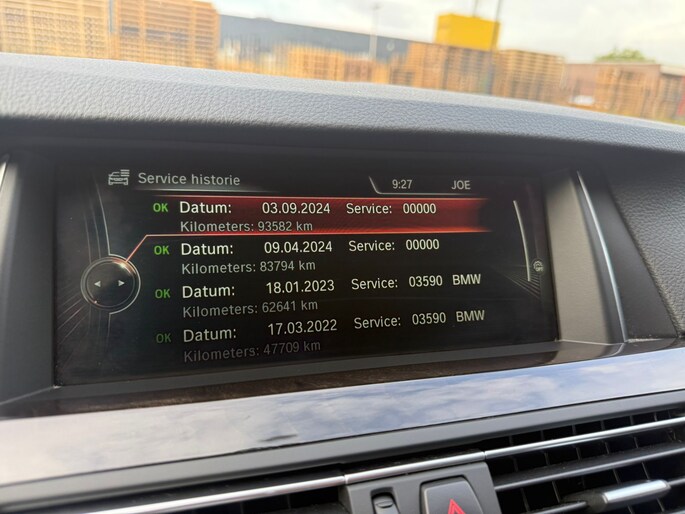 Service historie 9:27 JOE
OK Datum: 03.09.2024 Service: 00000
Kilometers: 93582 km
OK Datum: 09.04.2024 Service: 00000
Kilometers: 83794 km
OK Datum: 18.01.2023 Service: 03590 BMW
Kilometers: 62641 km
OK Datum: 17.03.2022 Service: 03590 BMW
Kilometers: 47709 km